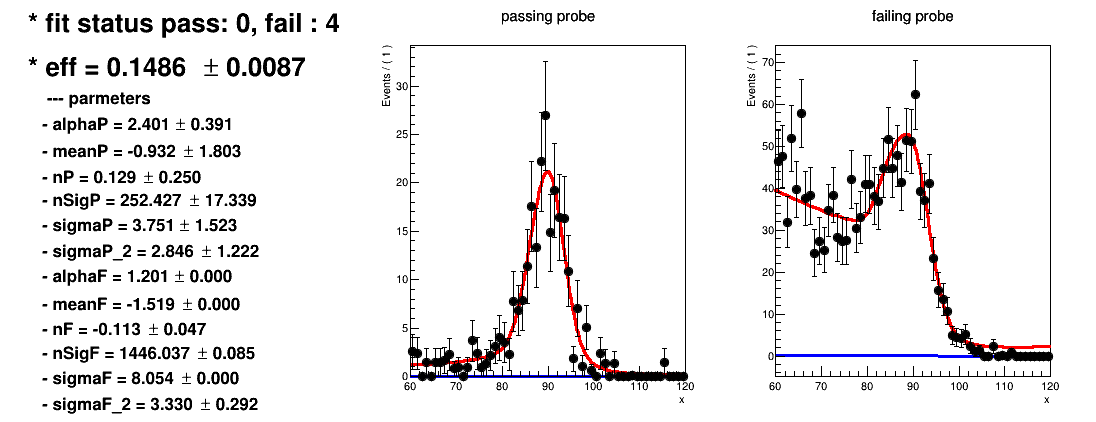 * fit status pass: 0, fail : 4
* eff = 0.1486 ± 0.0087
--- parmeters
- alphaP = 2.401 ± 0.391
- meanP = -0.932 ± 1.803
- nP = 0.129 ± 0.250
- nSigP = 252.427 ± 17.339
- sigmaP = 3.751 ± 1.523
- sigmaP_2 = 2.846 ± 1.222
- alphaF = 1.201 ± 0.000
- meanF = -1.519 ± 0.000
- nF = -0.113 ± 0.047
- nSigF = 1446.037 ± 0.085
- sigmaF = 8.054 ± 0.000
- sigmaF_2 = 3.330 ± 0.292
passing probe
Events / ( 1 )
30
25
20
15
10
5
0
60 70 80 90 100 110 120
x
failing probe
Events / ( 1 )
70
60
50
40
30
20
10
0
60 70 80 90 100 110 120
x